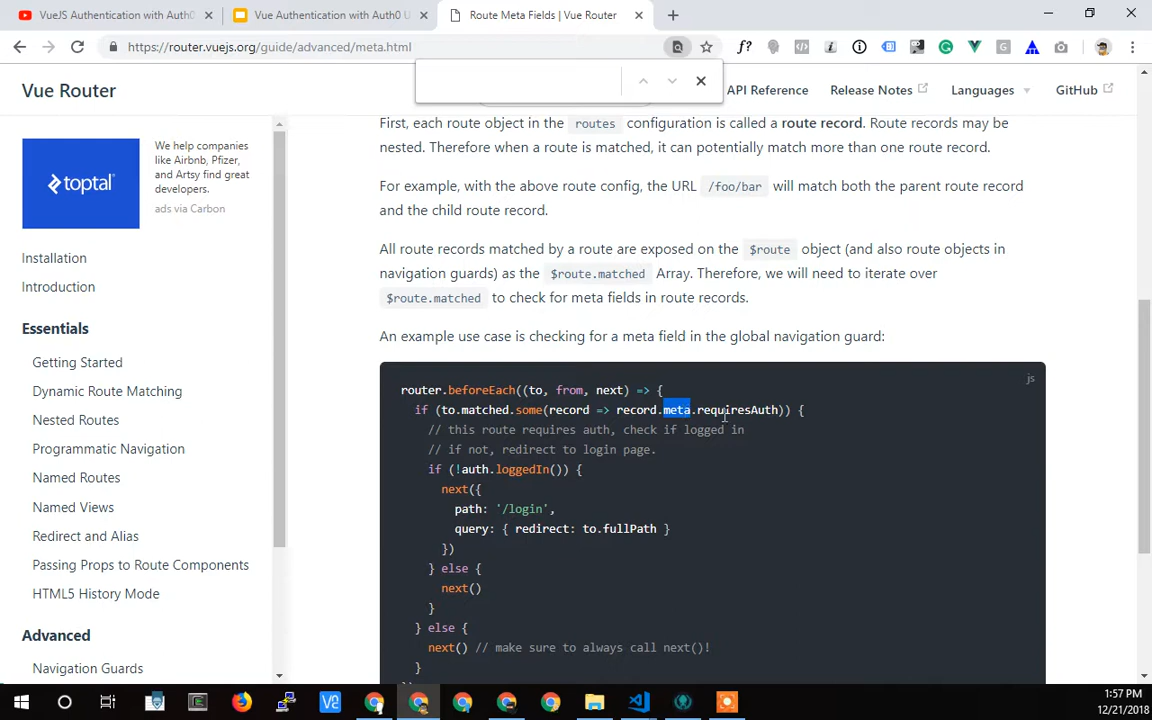 VueJS Authentication with Auth0
Vue Authentication with Auth0 U
Route Meta Fields | Vue Router
https://router.vuejs.org/guide/advanced/meta.html
Vue Router
API Reference
Release Notes
Languages
GitHub
toptal
We help companies
like Airbnb, Pfizer,
and Artsy find great
developers.
ads via Carbon
Installation
Introduction
Essentials
Getting Started
Dynamic Route Matching
Nested Routes
Programmatic Navigation
Named Routes
Named Views
Redirect and Alias
Passing Props to Route Components
HTML5 History Mode
Advanced
Navigation Guards
First, each route object in the routes configuration is called a route record. Route records may be
nested. Therefore when a route is matched, it can potentially match more than one route record.
For example, with the above route config, the URL /foo/bar will match both the parent route record
and the child route record.
All route records matched by a route are exposed on the $route object (and also route objects in
navigation guards) as the $route.matched Array. Therefore, we will need to iterate over
$route.matched to check for meta fields in route records.
An example use case is checking for a meta field in the global navigation guard:
js
router.beforeEach((to, from, next) => {
if (to.matched.some(record => record.meta.requiresAuth)) {
// this route requires auth, check if logged in
// if not, redirect to login page.
if (!auth.loggedIn()) {
next({
path: '/login',
query: { redirect: to.fullPath }
})
} else {
next()
}
} else {
next() // make sure to always call next()!
}
1:57 PM
12/21/2018